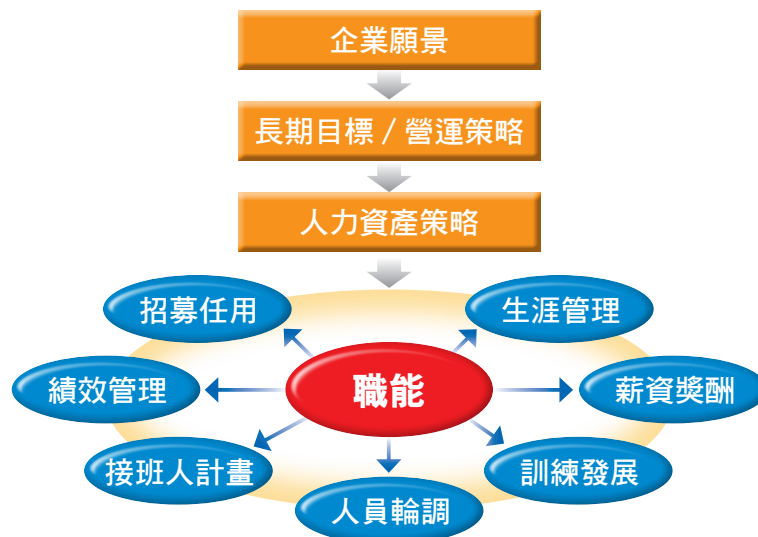 企業願景
長期目標 / 營運策略
人力資產策略
招募任用
生涯管理
績效管理
職能
薪資獎酬
接班人計畫
訓練發展
人員輪調